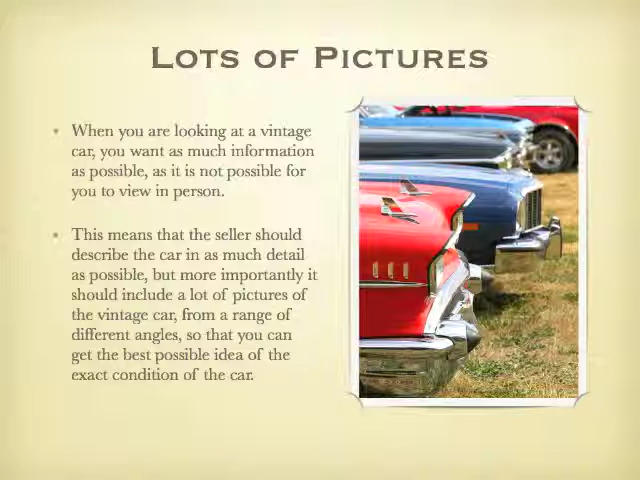 Lots of Pictures
• When you are looking at a vintage
car, you want as much information
as possible, as it is not possible for
you to view in person.
• This means that the seller should
describe the car in as much detail
as possible, but more importantly it
should include a lot of pictures of
the vintage car, from a range of
different angles, so that you can
get the best possible idea of the
exact condition of the car.